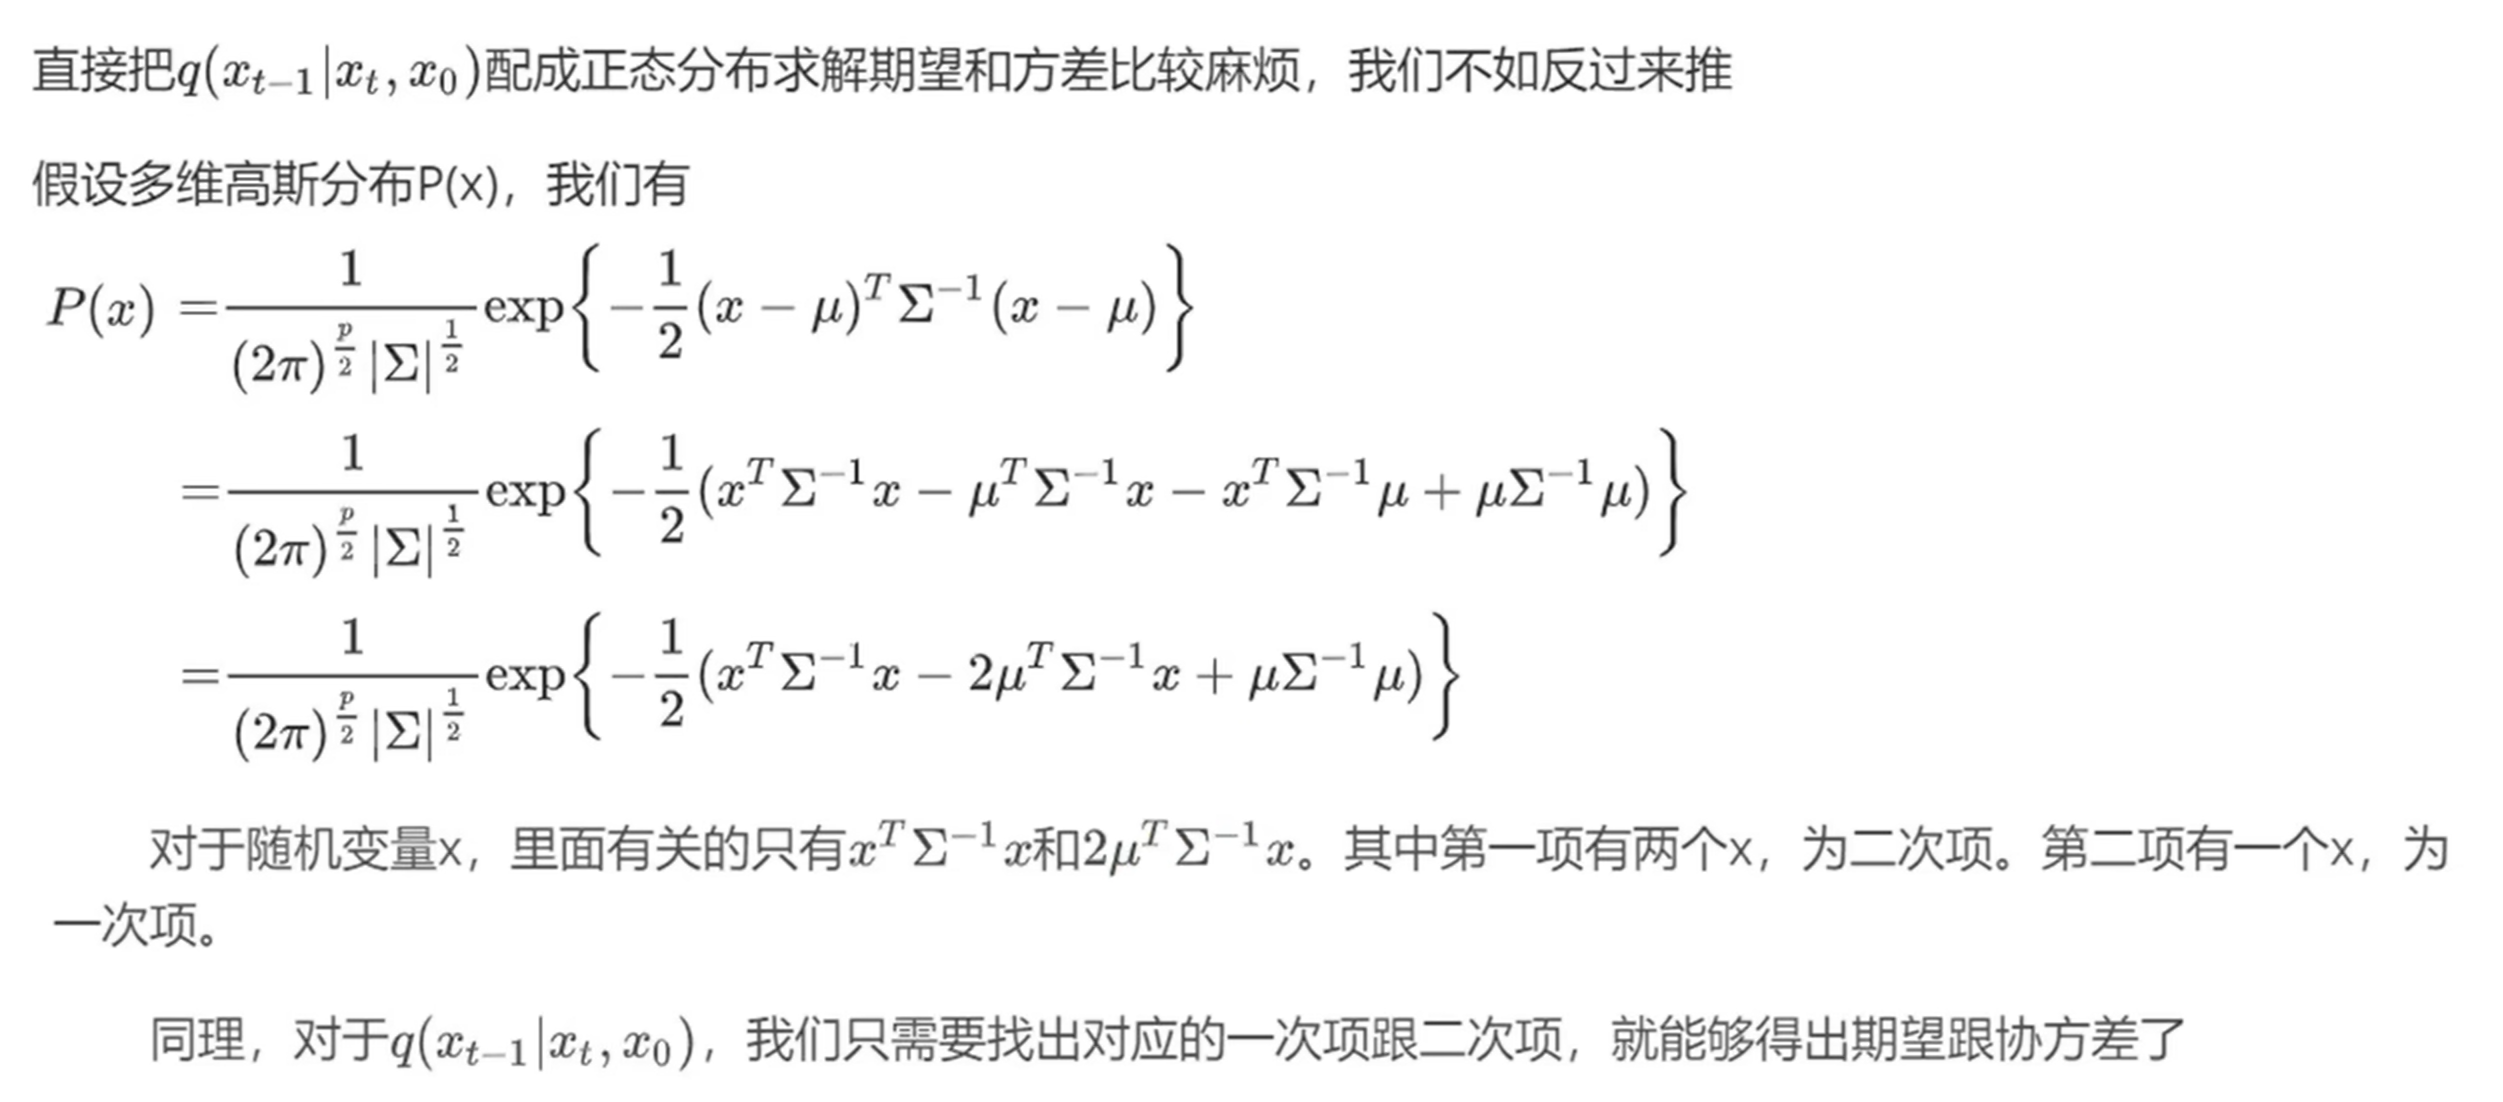 直接把$q(x_{t-1}|x_t, x_0)$配成正态分布求解期望和方差比较麻烦，我们不如反过来推
假设多维高斯分布P(x)，我们有
$P(x) = \frac{1}{(2\pi)^{\frac{p}{2}}|\Sigma|^{\frac{1}{2}}} \exp\left\{-\frac{1}{2}(x-\mu)^T\Sigma^{-1}(x-\mu)\right\}$
$= \frac{1}{(2\pi)^{\frac{p}{2}}|\Sigma|^{\frac{1}{2}}} \exp\left\{-\frac{1}{2}(x^T\Sigma^{-1}x - \mu^T\Sigma^{-1}x - x^T\Sigma^{-1}\mu + \mu\Sigma^{-1}\mu)\right\}$
$= \frac{1}{(2\pi)^{\frac{p}{2}}|\Sigma|^{\frac{1}{2}}} \exp\left\{-\frac{1}{2}(x^T\Sigma^{-1}x - 2\mu^T\Sigma^{-1}x + \mu\Sigma^{-1}\mu)\right\}$
对于随机变量x，里面有关的只有$x^T\Sigma^{-1}x$和$2\mu^T\Sigma^{-1}x$。其中第一项有两个x，为二次项。第二项有一个x，为
一次项。
同理，对于$q(x_{t-1}|x_t, x_0)$，我们只需要找出对应的一次项跟二次项，就能够得出期望跟协方差了